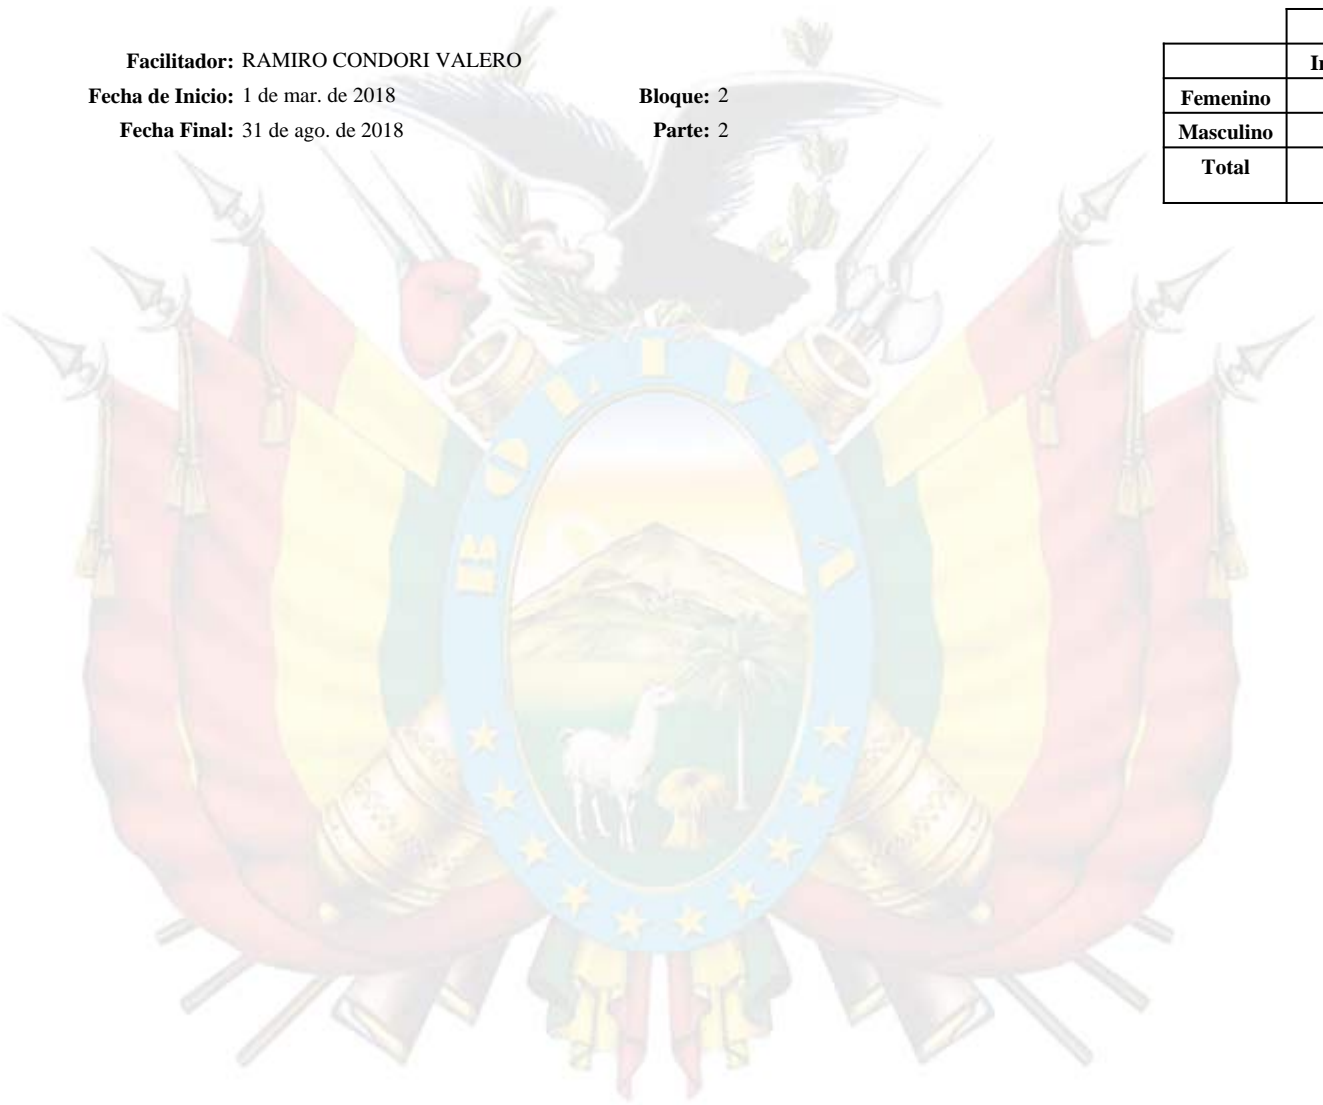 Facilitador: RAMIRO CONDORI VALERO
Fecha de Inicio: 1 de mar. de 2018 Bloque: 2
Fecha Final: 31 de ago. de 2018 Parte: 2
Femenino
Masculino
Total
BOLIVIA